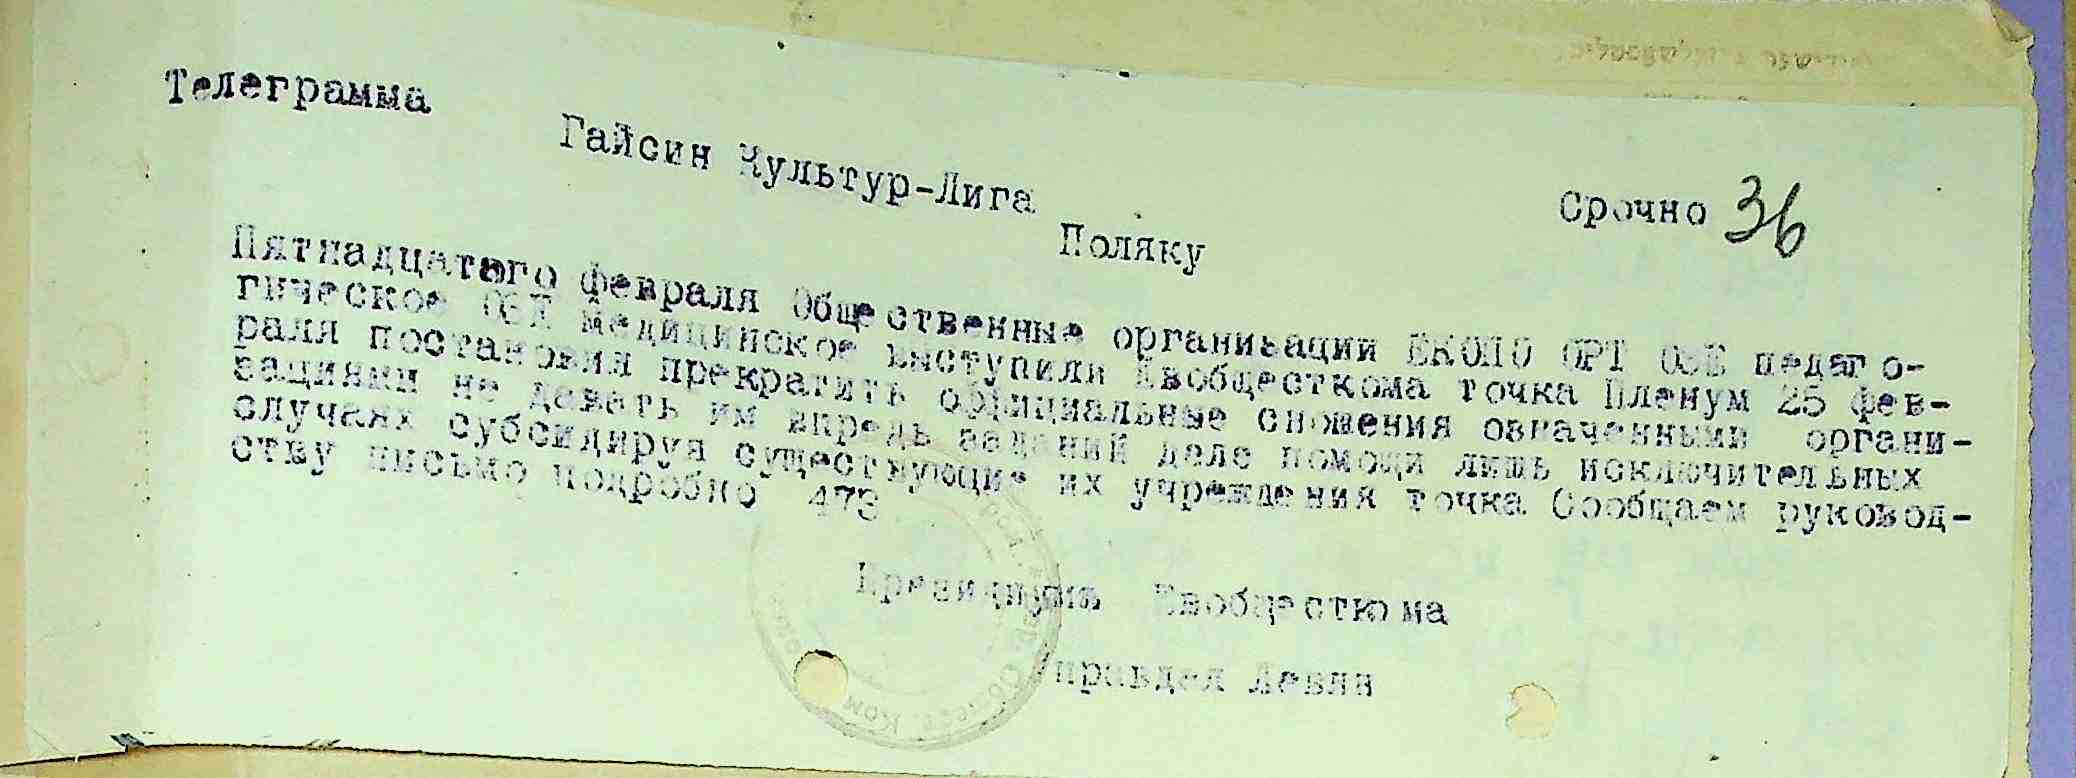 Телеграмма
Гайсин Культур-Лига
Срочно 36
Поляку
Пятнадцатого февраля Общественные организации ЕКОПО ОРТ ОЗЕ педаго-
гическое ОЗЕ медицинское выступили Евобщесткома точка Пленум 25 фев-
раля постановил прекратить официальные сношения означенными органи-
зациями не давать им впредь заданий деле помощи лишь исключительных
случаях субсидируя существующие их учреждения точка Сообщаем руковод-
ству письмо подробно 473
Президиума Евобщесткома
Управдел Левин